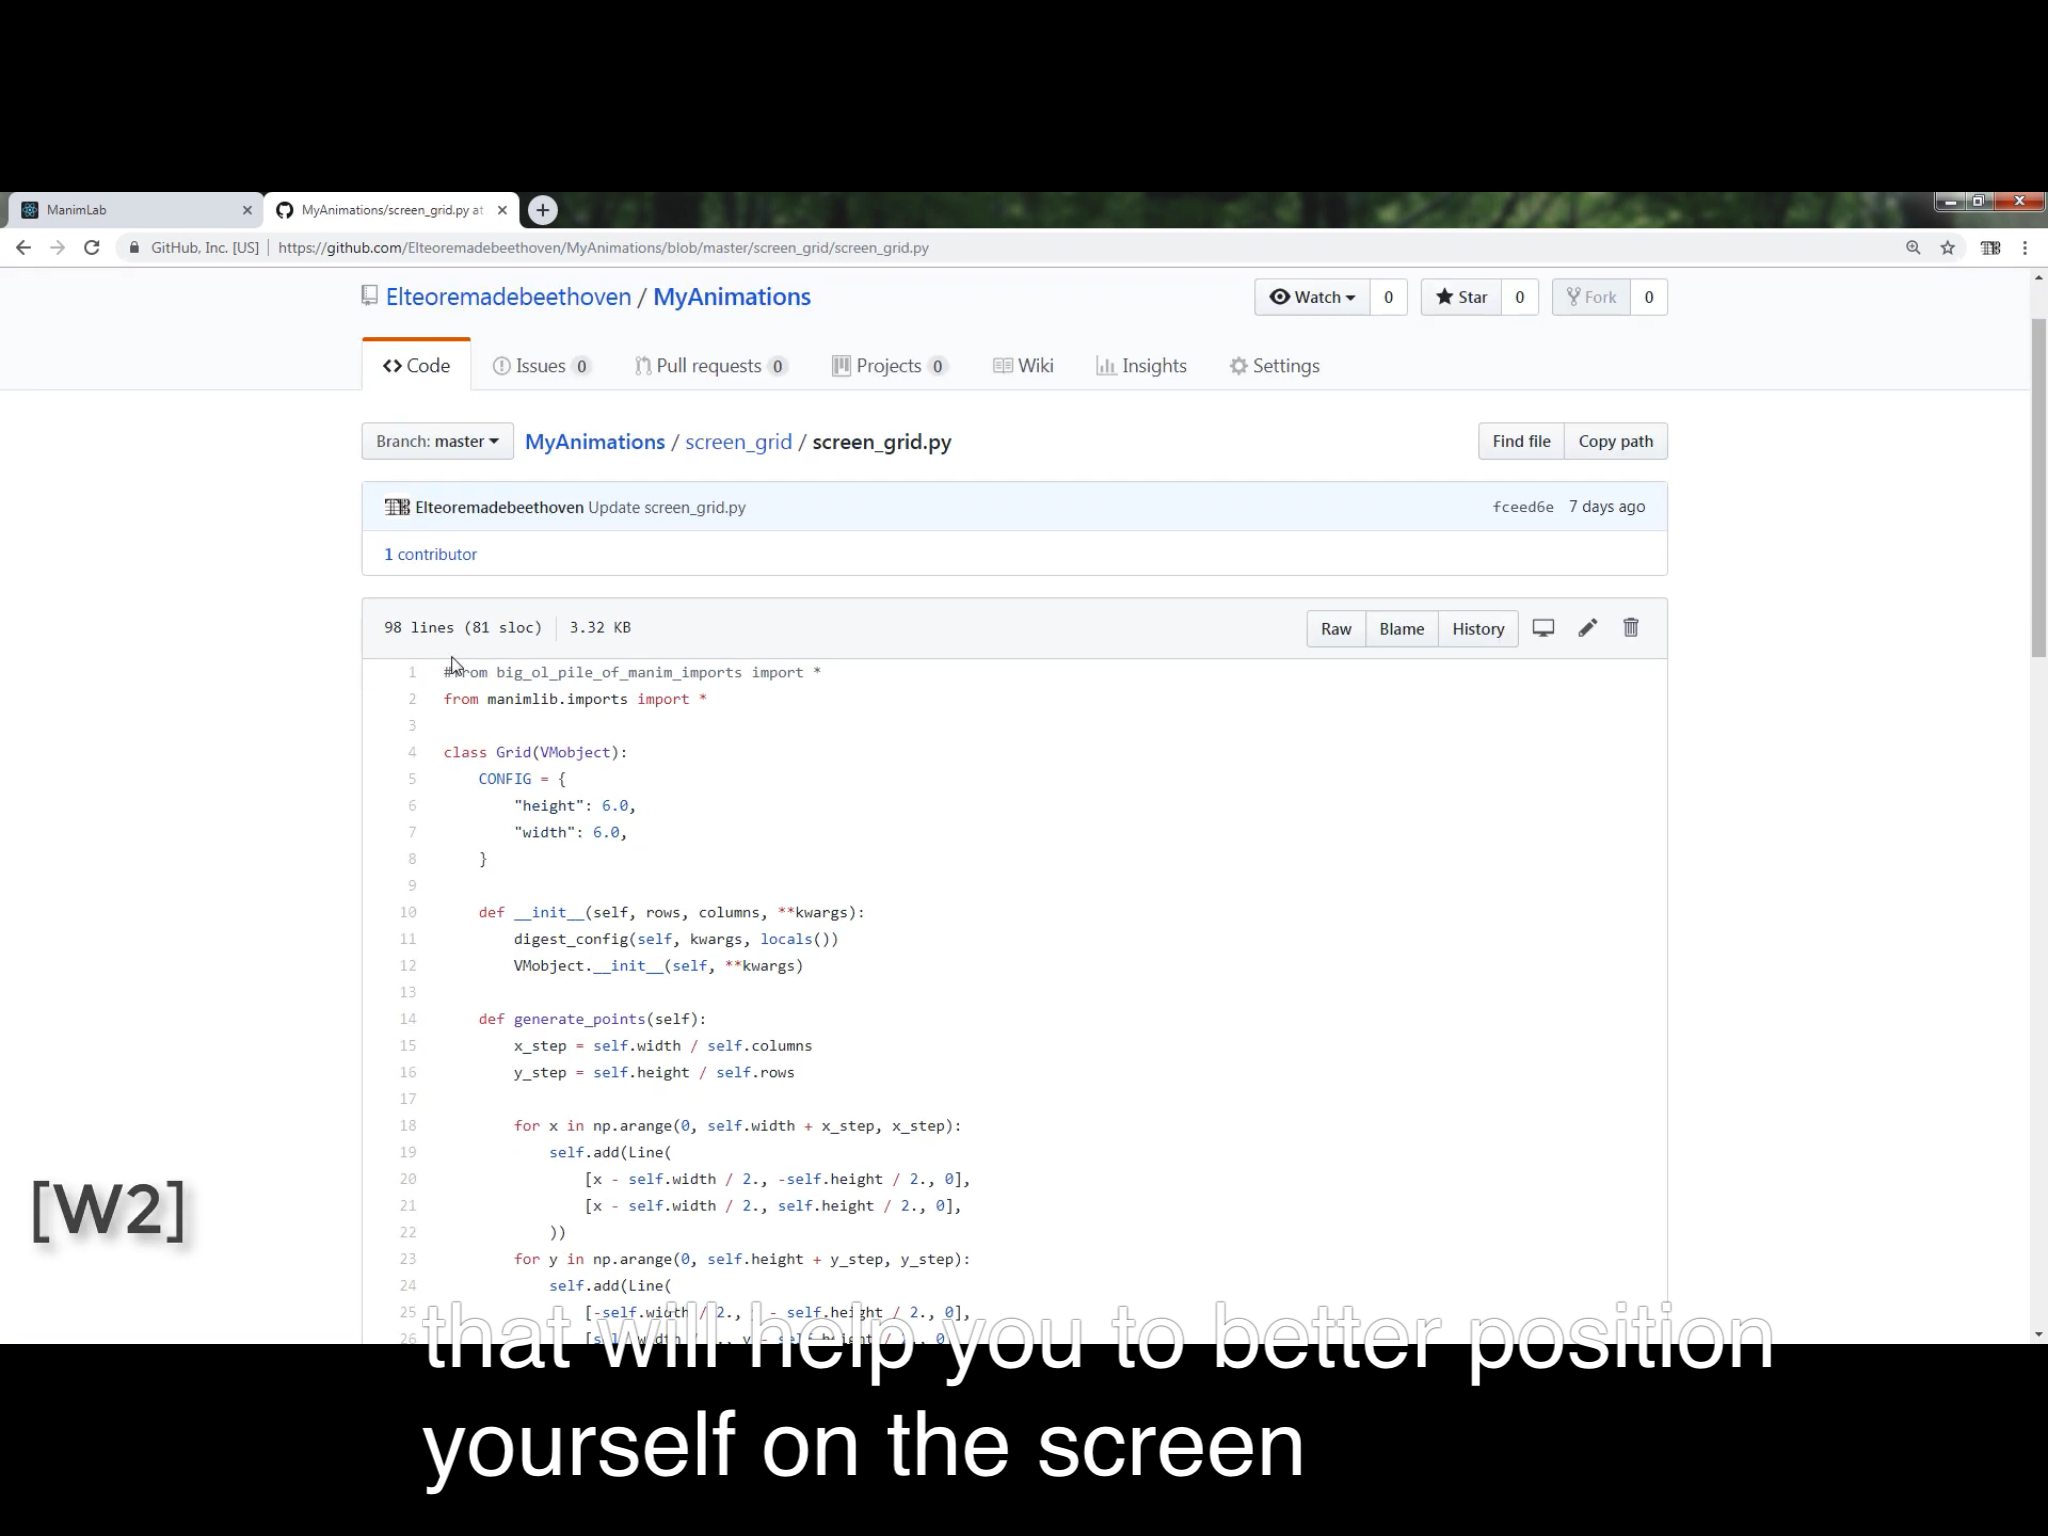 ManimLab
MyAnimations/screen_grid.py at
GitHub, Inc. [US] | https://github.com/Elteoremadebeethoven/MyAnimations/blob/master/screen_grid/screen_grid.py
Elteoremadebeethoven / MyAnimations
Watch 0 Star 0 Fork 0
Code Issues 0 Pull requests 0 Projects 0 Wiki Insights Settings
Branch: master MyAnimations / screen_grid / screen_grid.py Find file Copy path
Elteoremadebeethoven Update screen_grid.py fceed6e 7 days ago
1 contributor
98 lines (81 sloc) 3.32 KB Raw Blame History
1 #from big_ol_pile_of_manim_imports import *
2 from manimlib.imports import *
3
4 class Grid(VMobject):
5 CONFIG = {
6 "height": 6.0,
7 "width": 6.0,
8 }
9
10 def __init__(self, rows, columns, **kwargs):
11 digest_config(self, kwargs, locals())
12 VMobject.__init__(self, **kwargs)
13
14 def generate_points(self):
15 x_step = self.width / self.columns
16 y_step = self.height / self.rows
17
18 for x in np.arange(0, self.width + x_step, x_step):
19 self.add(Line(
20 [x - self.width / 2., -self.height / 2., 0],
21 [x - self.width / 2., self.height / 2., 0],
22 ))
23 for y in np.arange(0, self.height + y_step, y_step):
24 self.add(Line(
25 [-self.width / 2., y - self.height / 2., 0],
26 [self.width / 2., y - self.height / 2., 0
[W2]
that will help you to better position
yourself on the screen